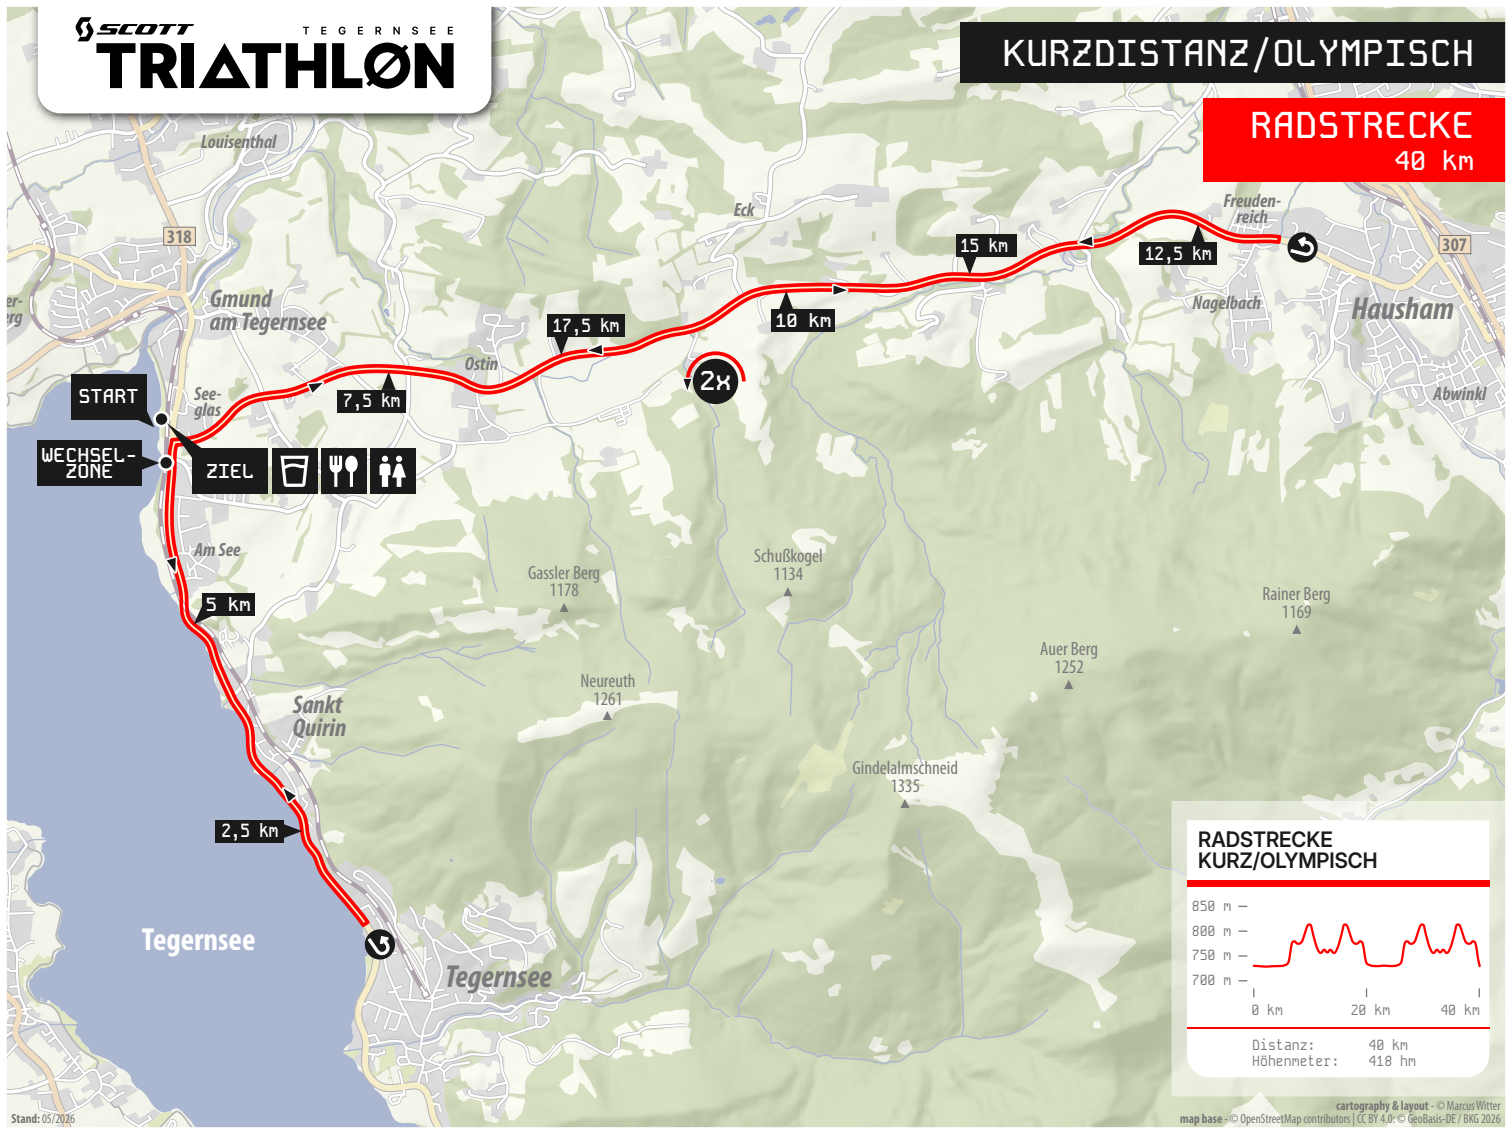 SCOTT
TEGERNSEE
TRIATHLØN
KURZDISTANZ/OLYMPISCH
RADSTRECKE
40 km
Louisenthal
318
Eck
Freuden-
reich
307
15 km
12,5 km
er-
erg
Gmund
am Tegernsee
Nagelbach
Hausham
17,5 km
10 km
Ostin
2x
START
See-
glas
7,5 km
Abwinkl
WECHSEL-
ZONE
ZIEL
Am See
Gassler Berg
1178
Schußkogel
1134
5 km
Rainer Berg
1169
Auer Berg
1252
Neureuth
1261
Sankt
Quirin
Gindelalmschneid
1335
2,5 km
Tegernsee
Tegernsee
RADSTRECKE
KURZ/OLYMPISCH
850 m
800 m
750 m
700 m
0 km 20 km 40 km
Distanz: 40 km
Höhenmeter: 418 hm
Stand: 05/2026
cartography & layout - © Marcus Witter
map base - © OpenStreetMap contributors | CC BY 4.0: © GeoBasis-DE / BKG 2026